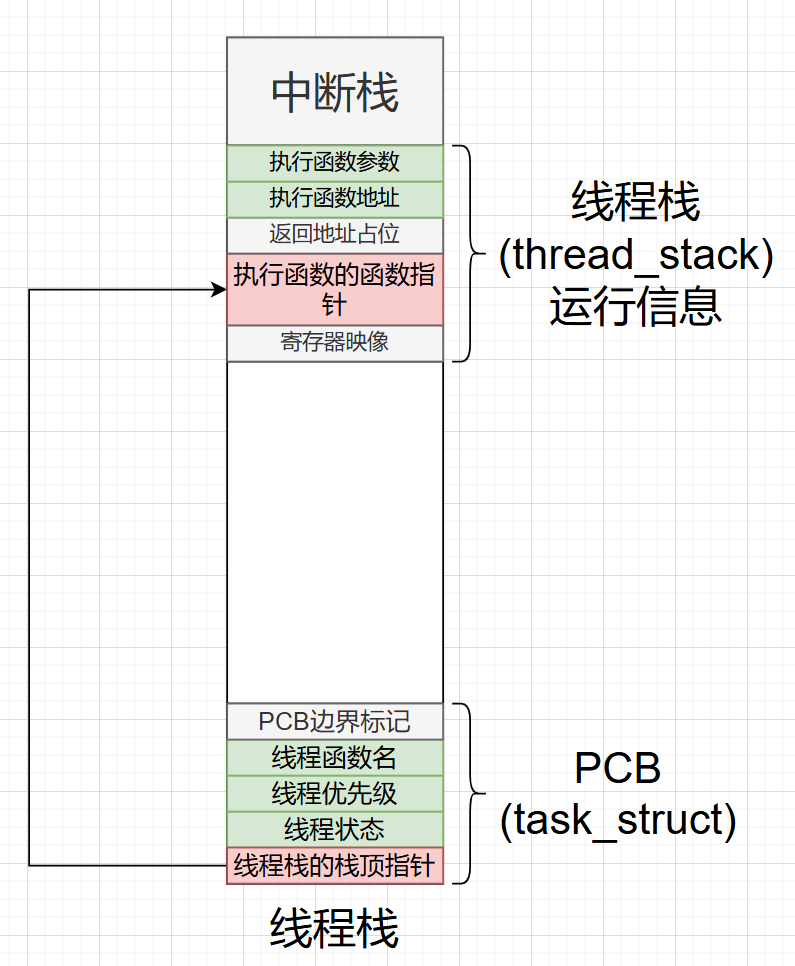 中断栈
执行函数参数
执行函数地址
返回地址占位
执行函数的函数指
针
寄存器映像
线程栈
(thread_stack)
运行信息
PCB边界标记
线程函数名
线程优先级
线程状态
线程栈的栈顶指针
PCB
(task_struct)
线程栈